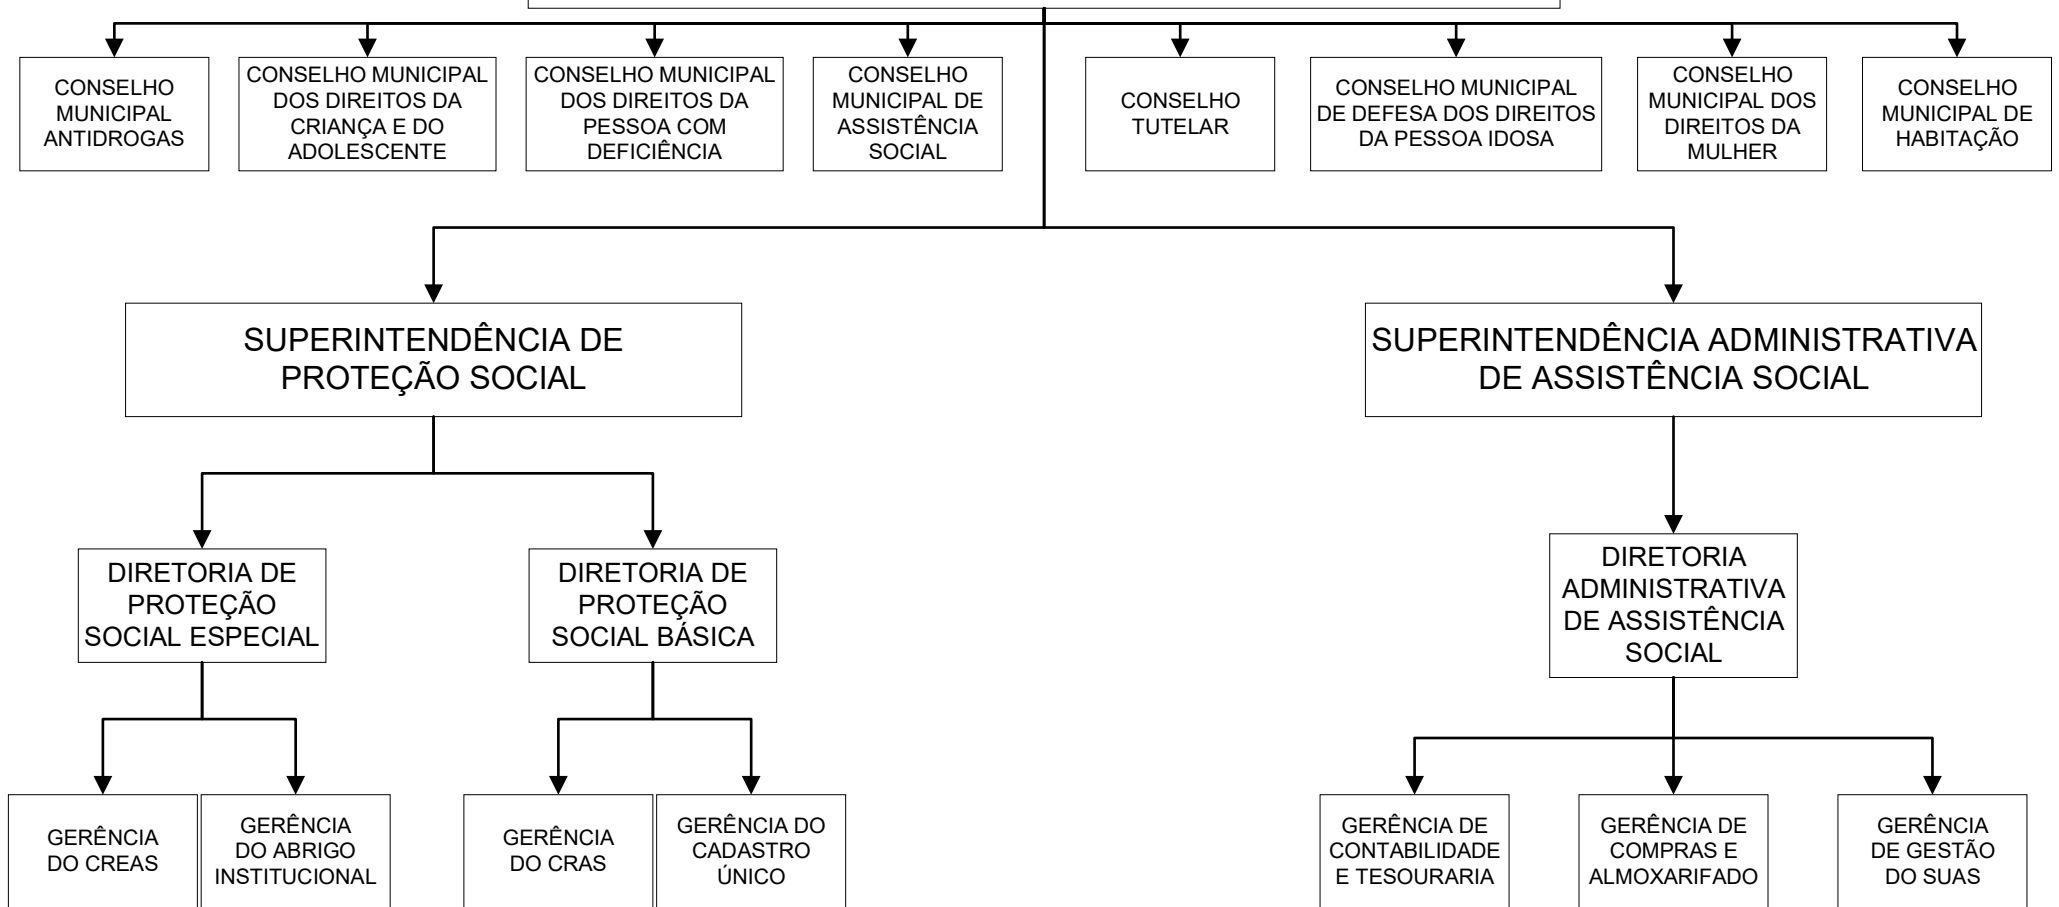 CONSELHO
MUNICIPAL
ANTIDROGAS
CONSELHO MUNICIPAL
DOS DIREITOS DA
CRIANÇA E DO
ADOLESCENTE
CONSELHO MUNICIPAL
DOS DIREITOS DA
PESSOA COM
DEFICIÊNCIA
CONSELHO
MUNICIPAL DE
ASSISTÊNCIA
SOCIAL
CONSELHO
TUTELAR
CONSELHO MUNICIPAL
DE DEFESA DOS DIREITOS
DA PESSOA IDOSA
CONSELHO
MUNICIPAL DOS
DIREITOS DA
MULHER
CONSELHO
MUNICIPAL DE
HABITAÇÃO
SUPERINTENDÊNCIA DE
PROTEÇÃO SOCIAL
SUPERINTENDÊNCIA ADMINISTRATIVA
DE ASSISTÊNCIA SOCIAL
DIRETORIA DE
PROTEÇÃO
SOCIAL ESPECIAL
DIRETORIA DE
PROTEÇÃO
SOCIAL BÁSICA
DIRETORIA
ADMINISTRATIVA
DE ASSISTÊNCIA
SOCIAL
GERÊNCIA
DO CREAS
GERÊNCIA
DO ABRIGO
INSTITUCIONAL
GERÊNCIA
DO CRAS
GERÊNCIA DO
CADASTRO
ÚNICO
GERÊNCIA DE
CONTABILIDADE
E TESOURARIA
GERÊNCIA DE
COMPRAS E
ALMOXARIFADO
GERÊNCIA
DE GESTÃO
DO SUAS